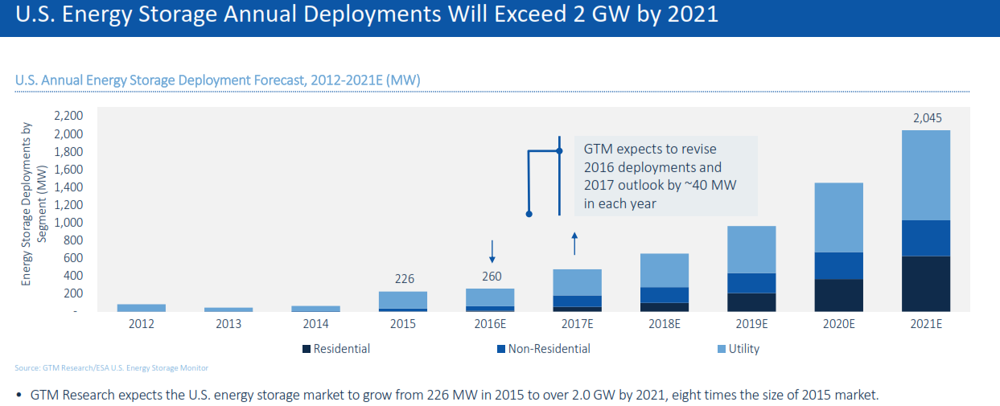 U.S. Energy Storage Annual Deployments Will Exceed 2 GW by 2021
U.S. Annual Energy Storage Deployment Forecast, 2012-2021E (MW)
Energy Storage Deployments by
Segment (MW)
2,200
2,000
1,800
1,600
1,400
1,200
1,000
800
600
400
200
-
226
260
2,045
GTM expects to revise
2016 deployments and
2017 outlook by ~40 MW
in each year
2012 2013 2014 2015 2016E 2017E 2018E 2019E 2020E 2021E
Residential Non-Residential Utility
Source: GTM Research/ESA U.S. Energy Storage Monitor
• GTM Research expects the U.S. energy storage market to grow from 226 MW in 2015 to over 2.0 GW by 2021, eight times the size of 2015 market.